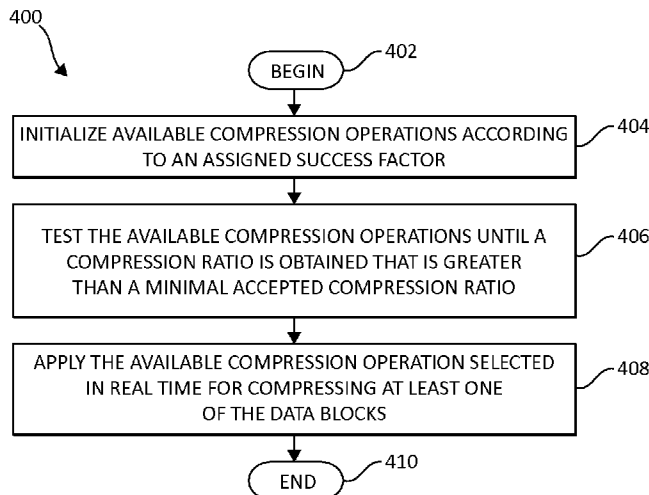 400
402
BEGIN
404
INITIALIZE AVAILABLE COMPRESSION OPERATIONS ACCORDING
TO AN ASSIGNED SUCCESS FACTOR
406
TEST THE AVAILABLE COMPRESSION OPERATIONS UNTIL A
COMPRESSION RATIO IS OBTAINED THAT IS GREATER
THAN A MINIMAL ACCEPTED COMPRESSION RATIO
408
APPLY THE AVAILABLE COMPRESSION OPERATION SELECTED
IN REAL TIME FOR COMPRESSING AT LEAST ONE
OF THE DATA BLOCKS
410
END